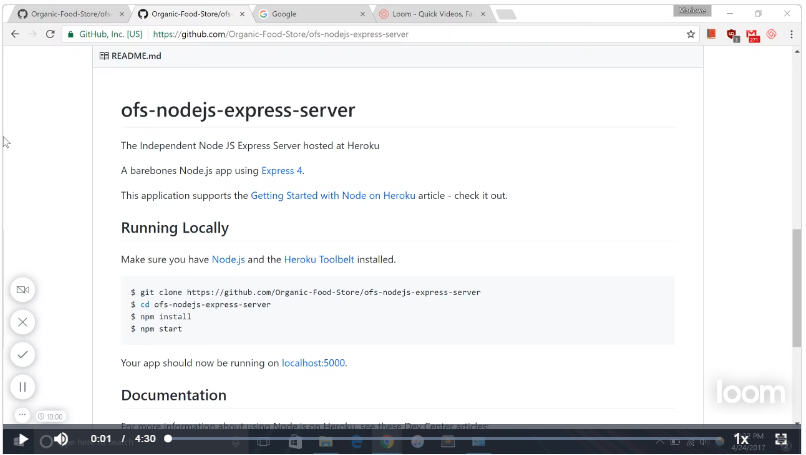 Organic-Food-Store/ofs-
Organic-Food-Store/ofs-
Google
Loom - Quick Videos, Fa
GitHub, Inc. [US]
https://github.com/Organic-Food-Store/ofs-nodejs-express-server
README.md
ofs-nodejs-express-server
The Independent Node JS Express Server hosted at Heroku
A barebones Node.js app using Express 4.
This application supports the Getting Started with Node on Heroku article - check it out.
Running Locally
Make sure you have Node.js and the Heroku Toolbelt installed.
$ git clone https://github.com/Organic-Food-Store/ofs-nodejs-express-server
$ cd ofs-nodejs-express-server
$ npm install
$ npm start
Your app should now be running on localhost:5000.
Documentation
10:00
loom
For more information about using Node.js on Heroku, see these Dev Center articles:
0:01 / 4:30
1x
PM
4/24/2017